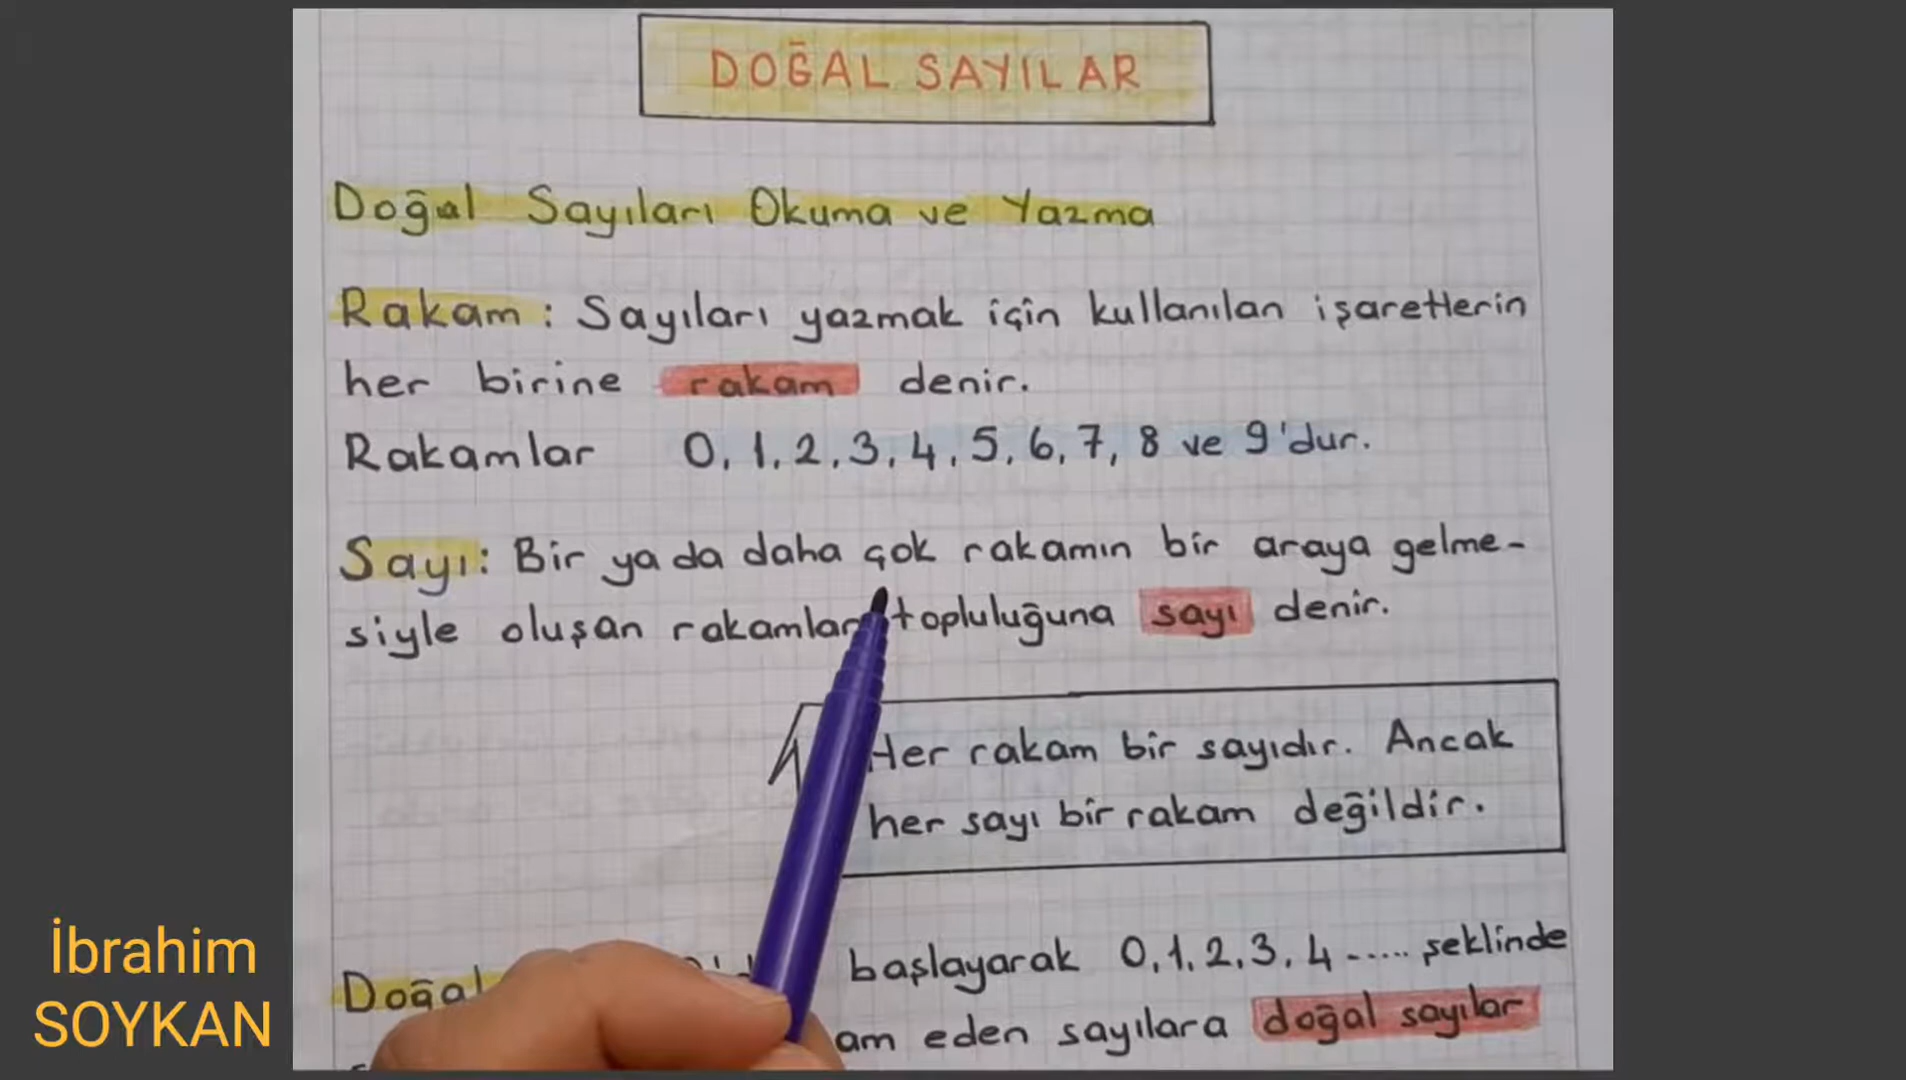 DOĞAL SAYILAR
Doğal Sayıları Okuma ve Yazma
Rakam: Sayıları yazmak için kullanılan işaretlerin
her birine rakam denir.
Rakamlar 0, 1, 2, 3, 4, 5, 6, 7, 8 ve 9'dur.
Sayı: Bir ya da daha çok rakamın bir araya gelme-
siyle oluşan rakamlar topluluğuna sayı denir.
Her rakam bir sayıdır. Ancak
her sayı bir rakam değildir.
Doğal başlayarak 0, 1, 2, 3, 4 ..... şeklinde
am eden sayılara doğal sayılar
İbrahim
SOYKAN